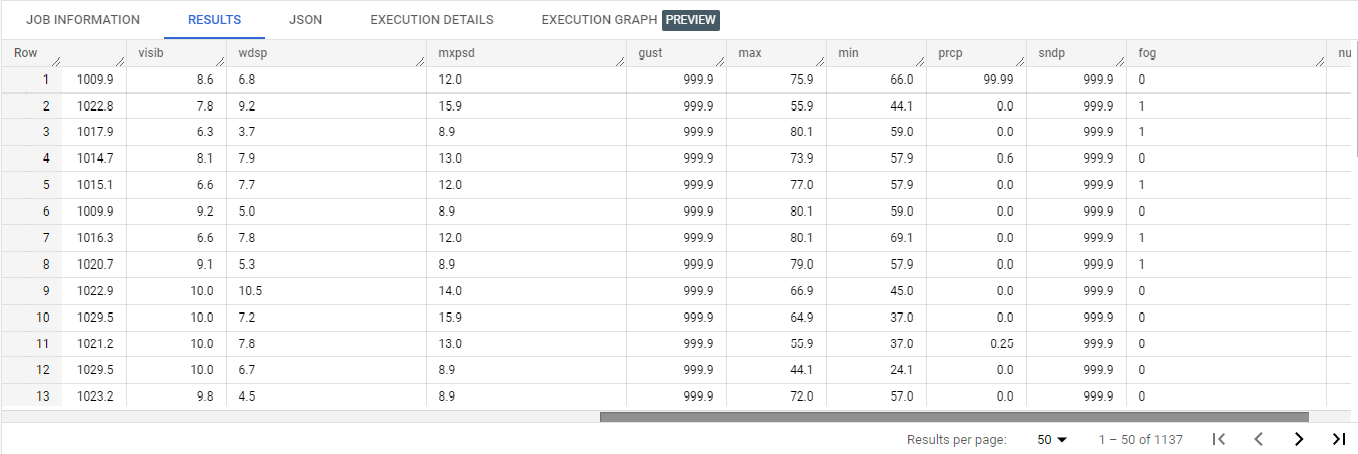 JOB INFORMATION RESULTS JSON EXECUTION DETAILS EXECUTION GRAPH PREVIEW
Row visib wdsp mxpsd gust max min prcp sndp fog nu
1 1009.9 8.6 6.8 12.0 999.9 75.9 66.0 99.99 999.9 0
2 1022.8 7.8 9.2 15.9 999.9 55.9 44.1 0.0 999.9 1
3 1017.9 6.3 3.7 8.9 999.9 80.1 59.0 0.0 999.9 1
4 1014.7 8.1 7.9 13.0 999.9 73.9 57.9 0.6 999.9 0
5 1015.1 6.6 7.7 12.0 999.9 77.0 57.9 0.0 999.9 1
6 1009.9 9.2 5.0 8.9 999.9 80.1 59.0 0.0 999.9 0
7 1016.3 6.6 7.8 12.0 999.9 80.1 69.1 0.0 999.9 1
8 1020.7 9.1 5.3 8.9 999.9 79.0 57.9 0.0 999.9 1
9 1022.9 10.0 10.5 14.0 999.9 66.9 45.0 0.0 999.9 0
10 1029.5 10.0 7.2 15.9 999.9 64.9 37.0 0.0 999.9 0
11 1021.2 10.0 7.8 13.0 999.9 55.9 37.0 0.25 999.9 0
12 1029.5 10.0 6.7 8.9 999.9 44.1 24.1 0.0 999.9 0
13 1023.2 9.8 4.5 8.9 999.9 72.0 57.0 0.0 999.9 0
Results per page: 50 1 – 50 of 1137